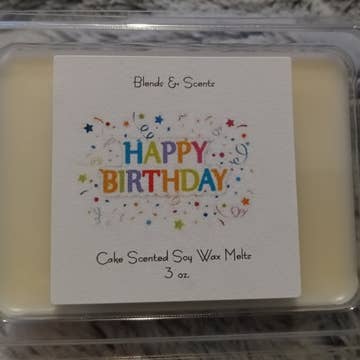 Blends & Scents
HAPPY
BIRTHDAY
Cake Scented Soy Wax Melts
3 oz.